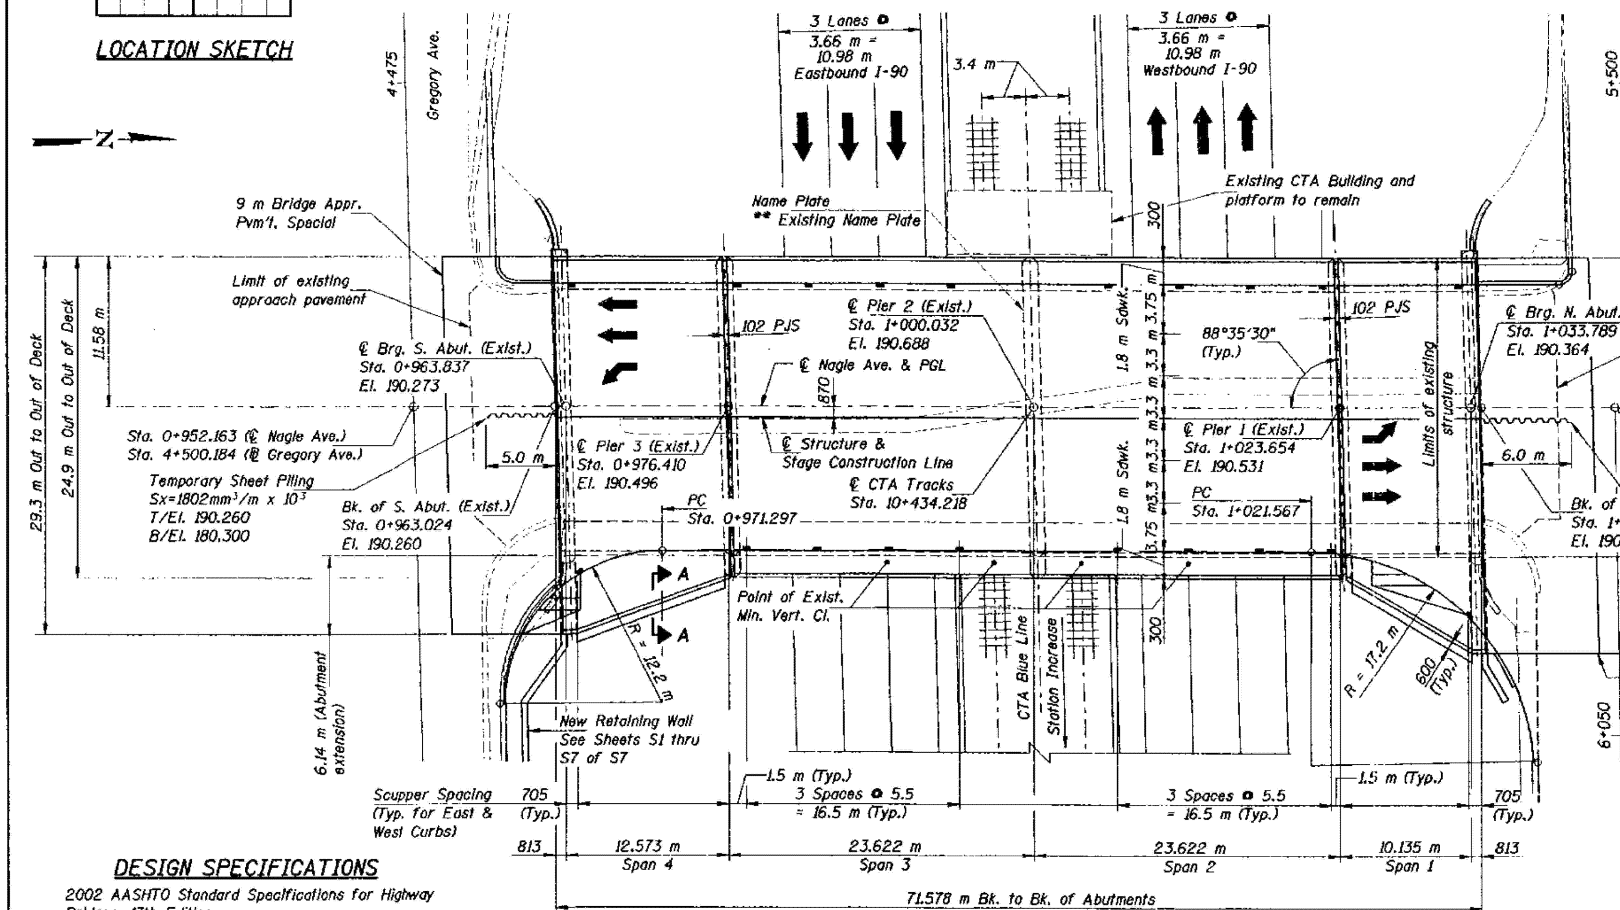 LOCATION SKETCH
4+475
Gregory Ave.
3 Lanes @
3.66 m =
10.98 m
Eastbound I-90
3.4 m
3 Lanes @
3.66 m =
10.98 m
Westbound I-90
5+500
Z
9 m Bridge Appr.
Pvm't. Special
Name Plate
** Existing Name Plate
Existing CTA Building and
platform to remain
300
Limit of existing
approach pavement
29.3 m Out to Out of Deck
24.9 m Out to Out of Deck
11.58 m
℄ Brg. S. Abut. (Exist.)
Sta. 0+963.837
El. 190.273
102 PJS
℄ Pier 2 (Exist.)
Sta. 1+000.032
El. 190.688
℄ Nagle Ave. & PGL
870
1.8 m Sdwk.
3.75 m
3.3 m
3.3 m
88°35'30"
(Typ.)
102 PJS
Limits of existing
structure
℄ Brg. N. Abut.
Sta. 1+033.789
El. 190.364
Sta. 0+952.163 (℄ Nagle Ave.)
Sta. 4+500.184 (℄ Gregory Ave.)
Temporary Sheet Piling
Sx=1802mm³/m x 10³
T/El. 190.260
B/El. 180.300
5.0 m
Bk. of S. Abut. (Exist.)
Sta. 0+963.024
El. 190.260
℄ Pier 3 (Exist.)
Sta. 0+976.410
El. 190.496
℄ Structure &
Stage Construction Line
℄ CTA Tracks
Sta. 10+434.218
1.8 m Sdwk.
3.3 m
3.3 m
3.75 m
℄ Pier 1 (Exist.)
Sta. 1+023.654
El. 190.531
6.0 m
PC
Sta. 0+971.297
PC
Sta. 1+021.567
Bk. of
Sta. 1+
El. 190
A
A
Point of Exist.
Min. Vert. Cl.
R = 12.2 m
CTA Blue Line
Station Increase
300
R = 17.2 m
600
(Typ.)
6.14 m (Abutment
extension)
New Retaining Wall
See Sheets S1 thru
S7 of S7
6+050
Scupper Spacing
(Typ. for East &
West Curbs)
705
(Typ.)
1.5 m (Typ.)
3 Spaces @ 5.5
= 16.5 m (Typ.)
3 Spaces @ 5.5
= 16.5 m (Typ.)
1.5 m (Typ.)
705
(Typ.)
813
12.573 m
Span 4
23.622 m
Span 3
23.622 m
Span 2
10.135 m
Span 1
813
71.578 m Bk. to Bk. of Abutments
DESIGN SPECIFICATIONS
2002 AASHTO Standard Specifications for Highway